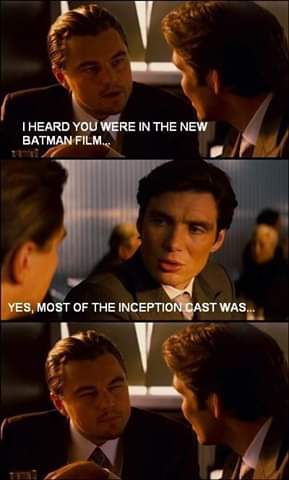 I HEARD YOU WERE IN THE NEW
BATMAN FILM...
YES, MOST OF THE INCEPTION CAST WAS...